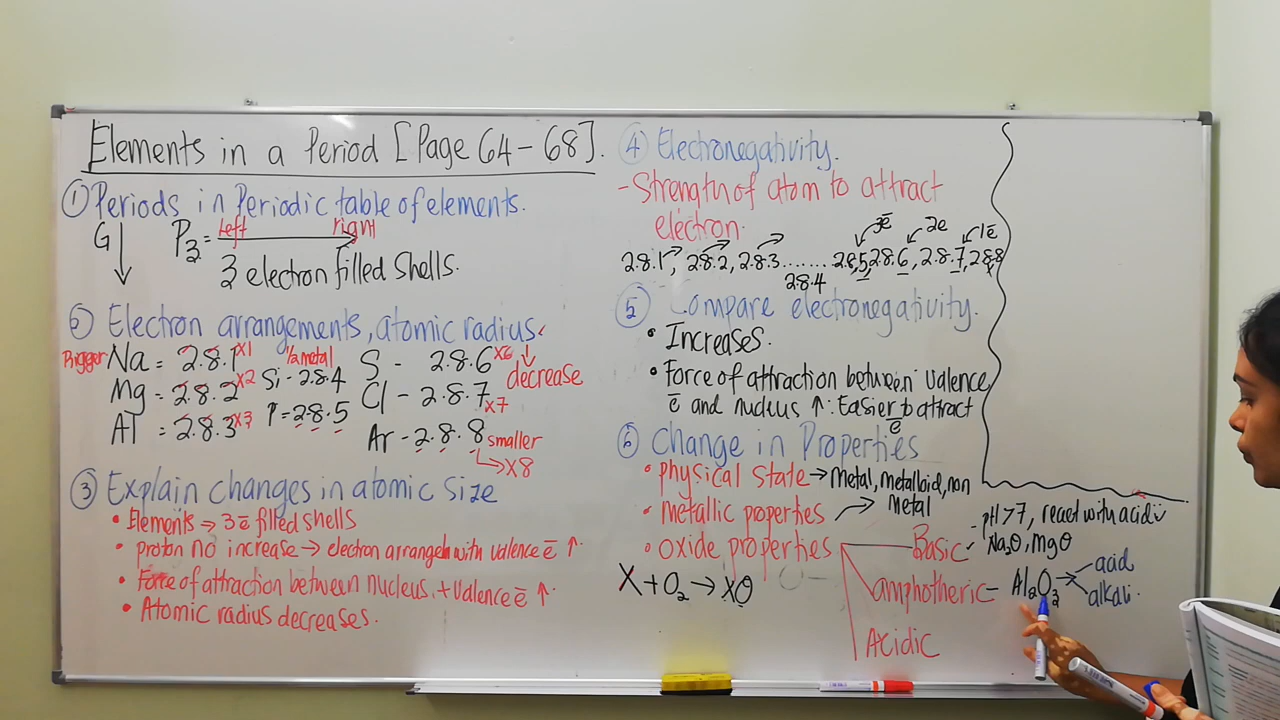 Elements in a Period [Page 64-68].
① Periods in Periodic table of elements.
G↓ P3 = left → right
3 electron filled shells.
Electron arrangements, atomic radius
Bigger Na = 2.8.1 x1
Mg = 2.8.2 x2
Al = 2.8.3 x3
½ metal
Si - 2.8.4
P = 2.8.5
S - 2.8.6 x6
Cl - 2.8.7 x7
Ar - 2.8.8 smaller
→ x8
↓ decrease
③ Explain changes in atomic size
• Elements → 3ē filled shells
• proton no increase → electron arrangem with valence ē ↑.
• Force of attraction between nucleus + valence ē ↑.
• Atomic radius decreases.
④ Electronegativity.
- Strength of atom to attract
electron.
3ē 2e 1ē
2.8.1, 2.8.2, 2.8.3 ........ 2.8.5, 2.8.6, 2.8.7, 2.8.8
2.8.4
⑤ Compare electronegativity.
• Increases.
• Force of attraction between valence
ē and nucleus ↑ ∴ Easier to attract
ē
⑥ Change in Properties
• physical state → Metal, metalloid, non
Metal
• metallic properties
• oxide properties
X + O2 → XO
Basic - pH > 7, react with acid
Na2O, MgO
amphotheric - Al2O3 → acid
alkali.
Acidic